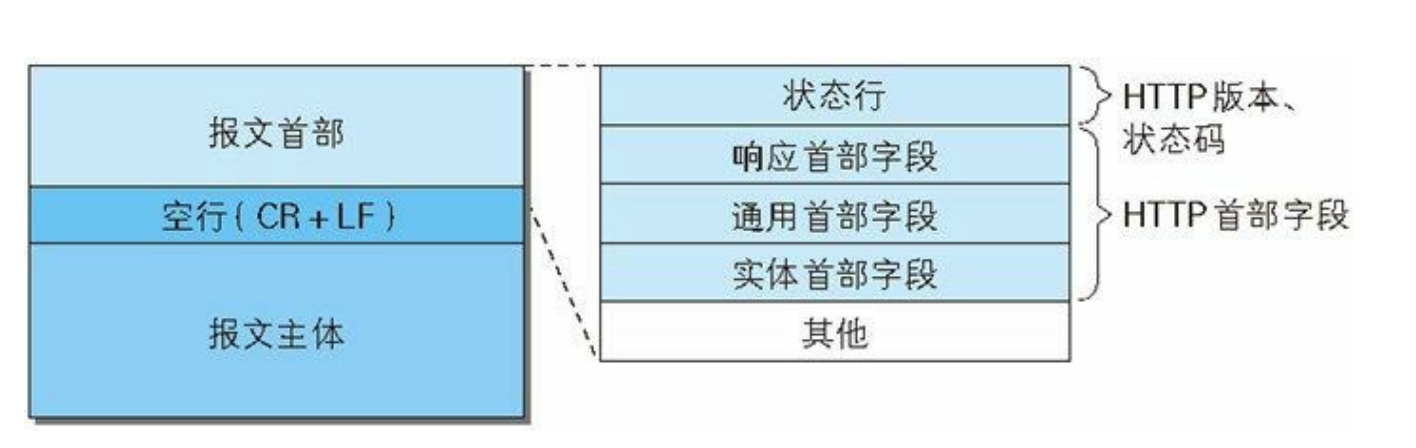 报文首部
空行(CR+LF)
报文主体
状态行
响应首部字段
通用首部字段
实体首部字段
其他
HTTP版本、
状态码
HTTP首部字段